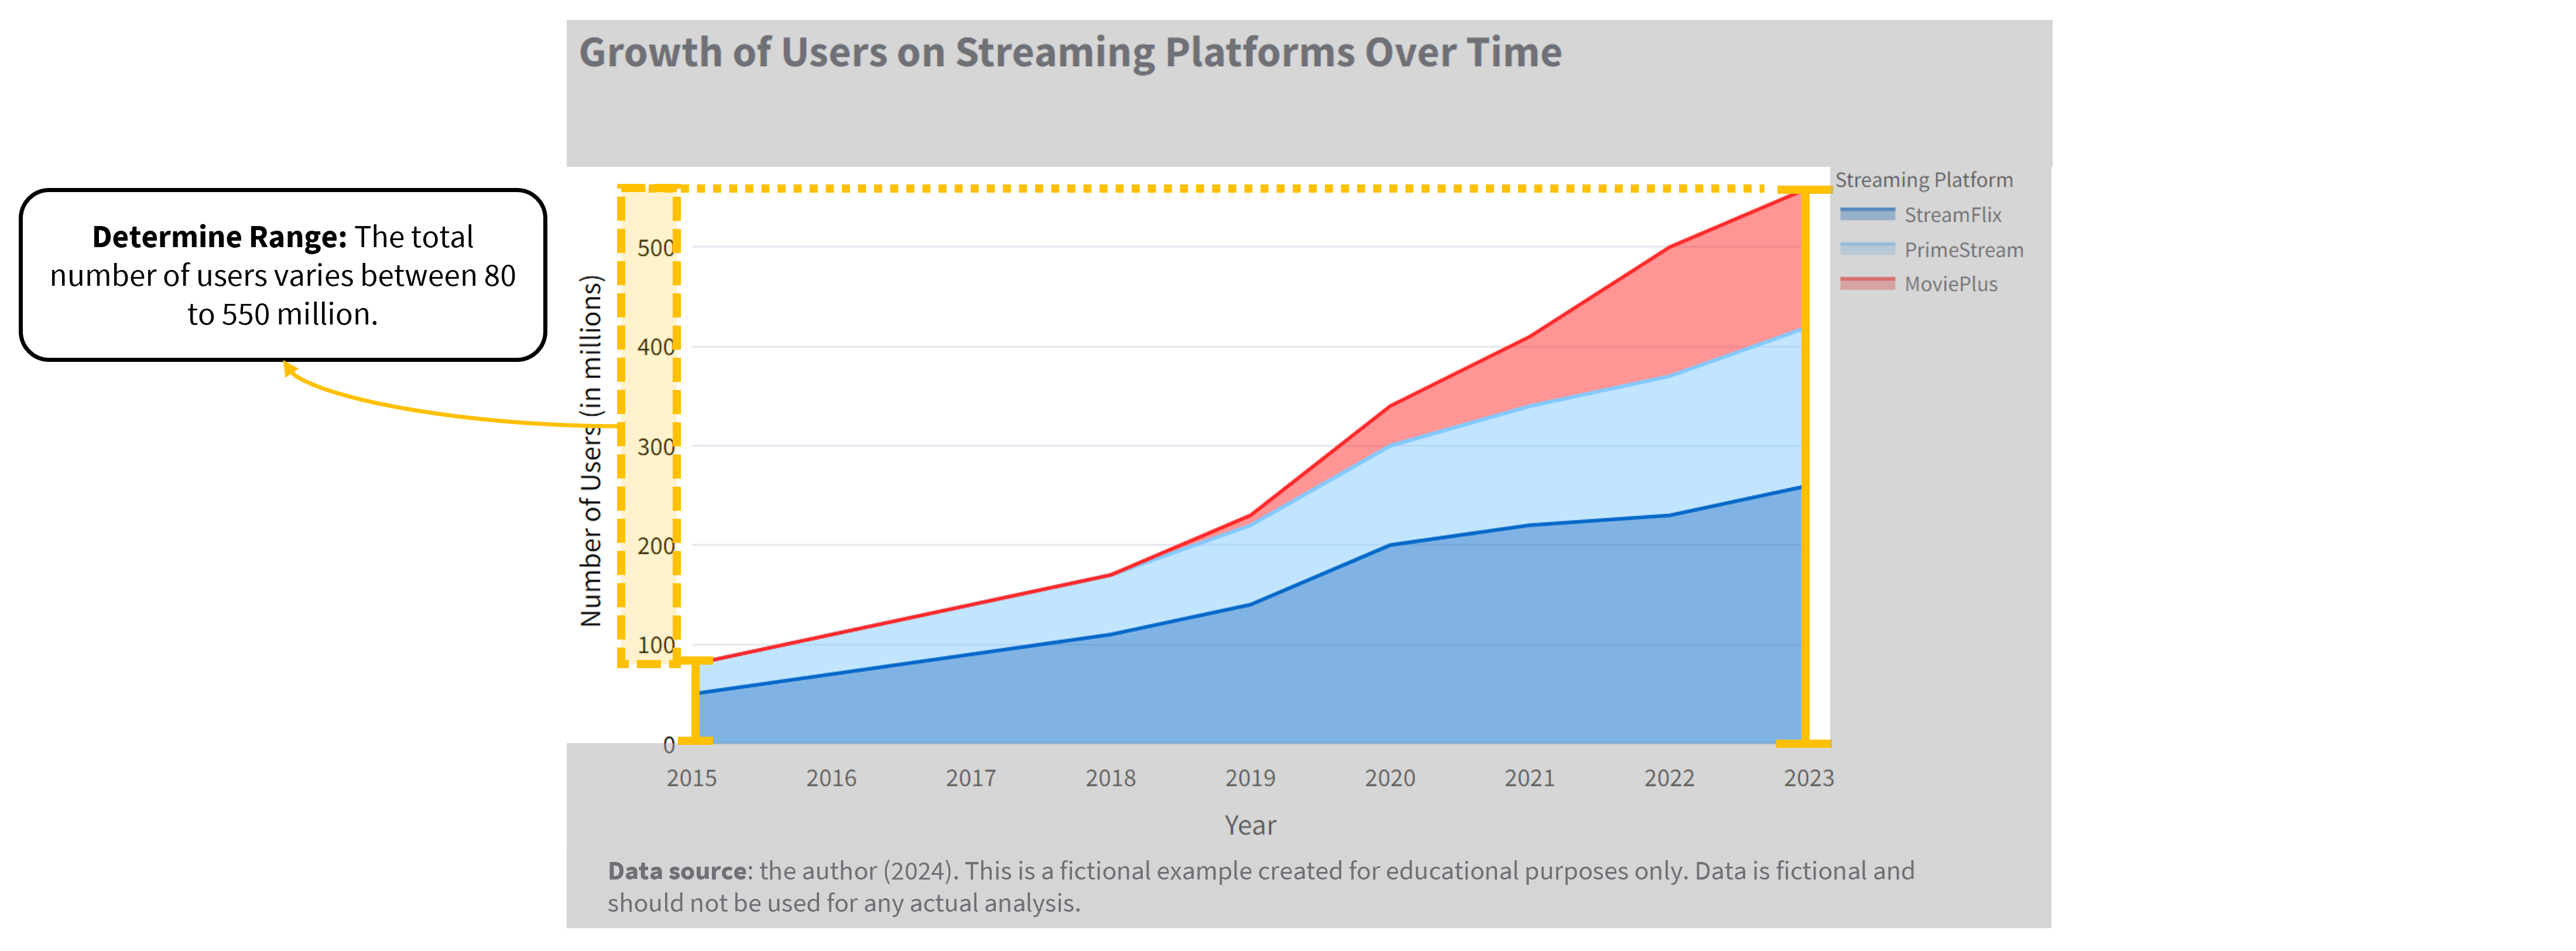 Growth of Users on Streaming Platforms Over Time
Determine Range: The total
number of users varies between 80
to 550 million.
Number of Users (in millions)
500
400
300
200
100
0
2015
2016
2017
2018
2019
2020
2021
2022
2023
Year
Streaming Platform
StreamFlix
PrimeStream
MoviePlus
Data source: the author (2024). This is a fictional example created for educational purposes only. Data is fictional and
should not be used for any actual analysis.